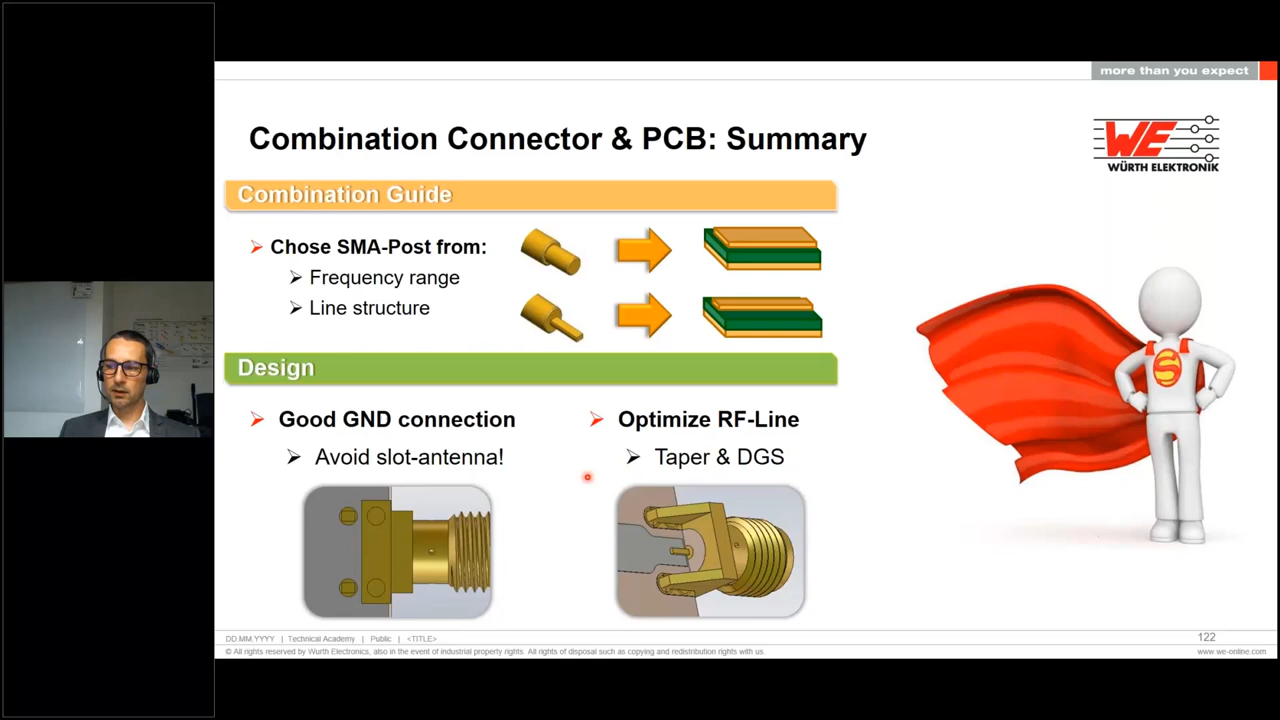 more than you expect
Combination Connector & PCB: Summary
WE
WÜRTH ELEKTRONIK
Combination Guide
Chose SMA-Post from:
Frequency range
Line structure
S
Design
Good GND connection
Avoid slot-antenna!
Optimize RF-Line
Taper & DGS
DD.MM.YYYY | Technical Academy | Public | <TITLE>
122
© All rights reserved by Wurth Electronics, also in the event of industrial property rights. All rights of disposal such as copying and redistribution rights with us.
www.we-online.com